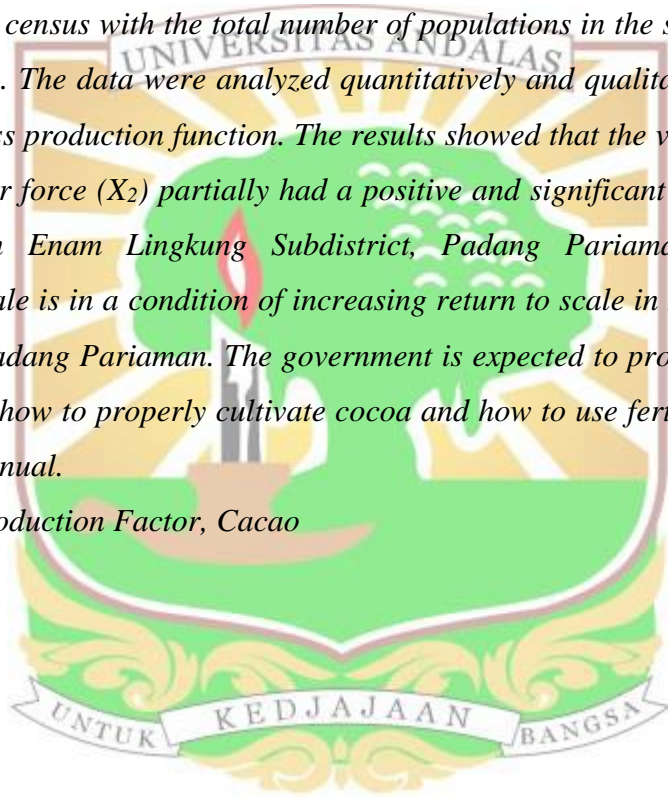 census with the total number of populations in the s
UNIVERSITAS ANDALAS
. The data were analyzed quantitatively and qualita
ss production function. The results showed that the v
r force (X₂) partially had a positive and significant
Enam Lingkung Subdistrict, Padang Pariama
ale is in a condition of increasing return to scale in
adang Pariaman. The government is expected to pro
how to properly cultivate cocoa and how to use fert
nual.
oduction Factor, Cacao
UNTUK KEDJAJAAN BANGSA